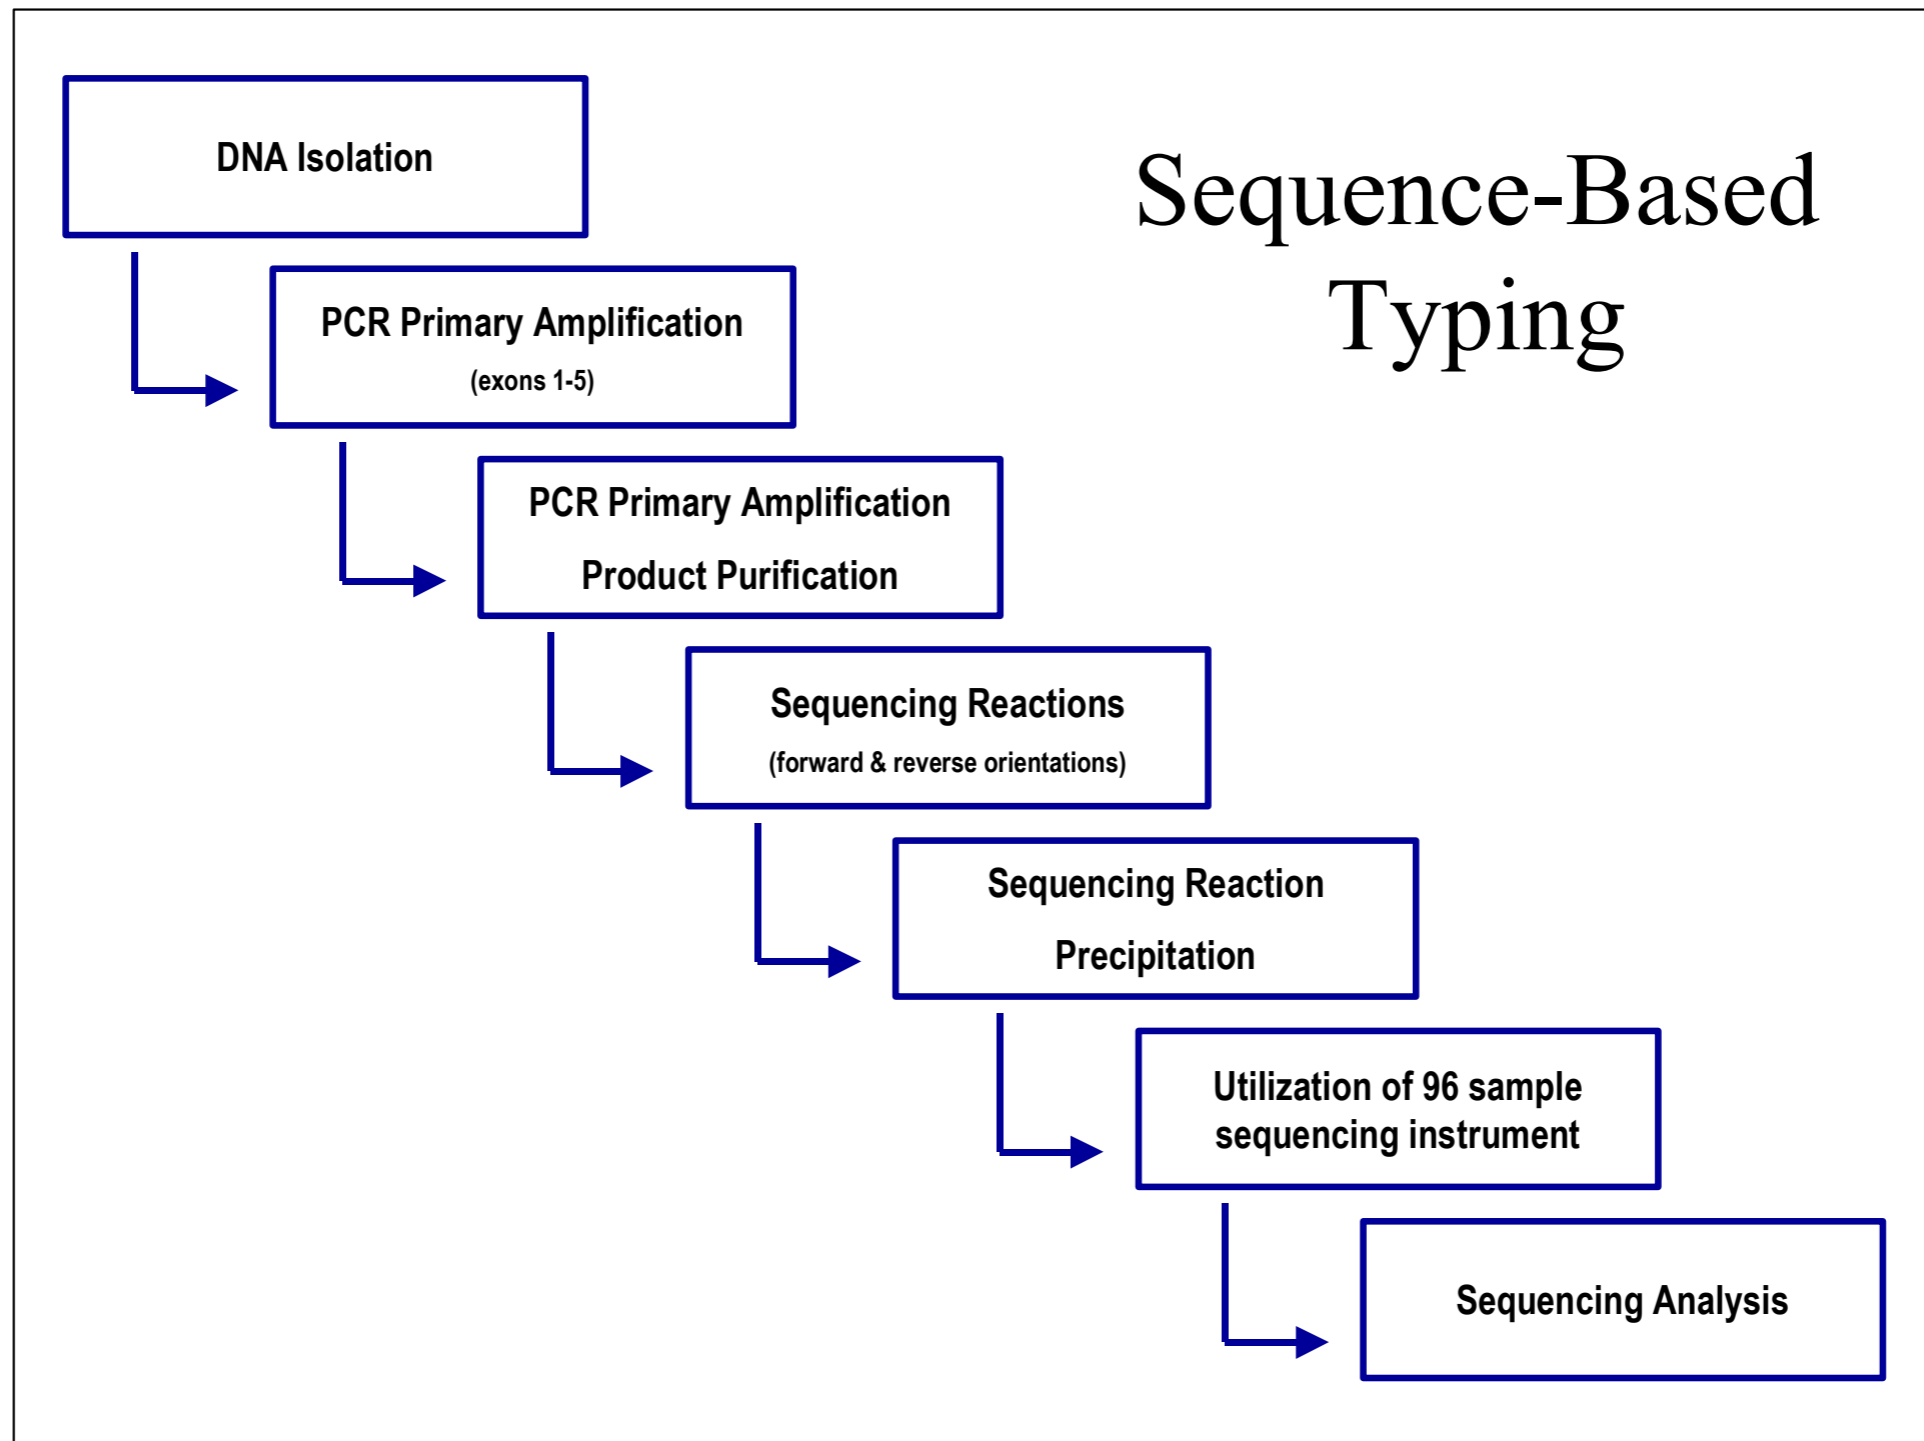 Sequence-Based
Typing
DNA Isolation
PCR Primary Amplification
(exons 1-5)
PCR Primary Amplification
Product Purification
Sequencing Reactions
(forward & reverse orientations)
Sequencing Reaction
Precipitation
Utilization of 96 sample
sequencing instrument
Sequencing Analysis